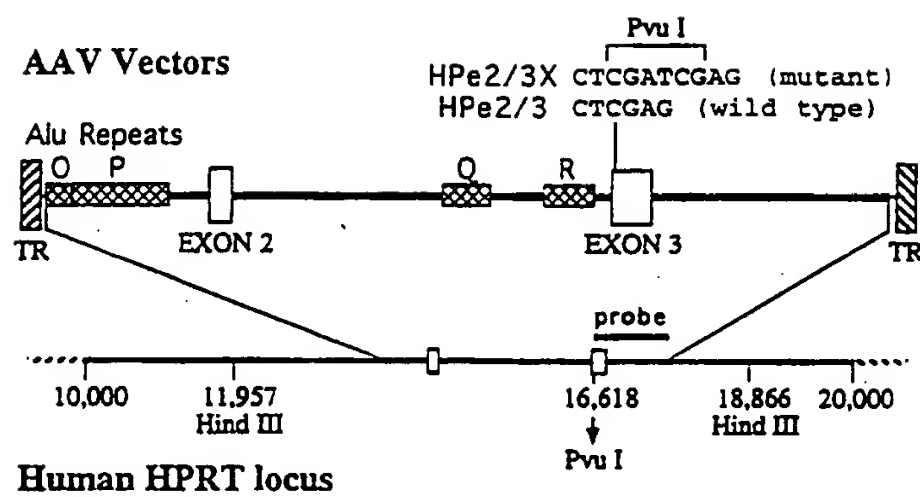 Pvu I
AAV Vectors
HPe2/3X CTCGATCGAG (mutant)
HPe2/3 CTCGAG (wild type)
Alu Repeats
O P Q R
TR EXON 2 EXON 3 TR
probe
10,000 11,957 16,618 18,866 20,000
Hind III Hind III
Pvu I
Human HPRT locus